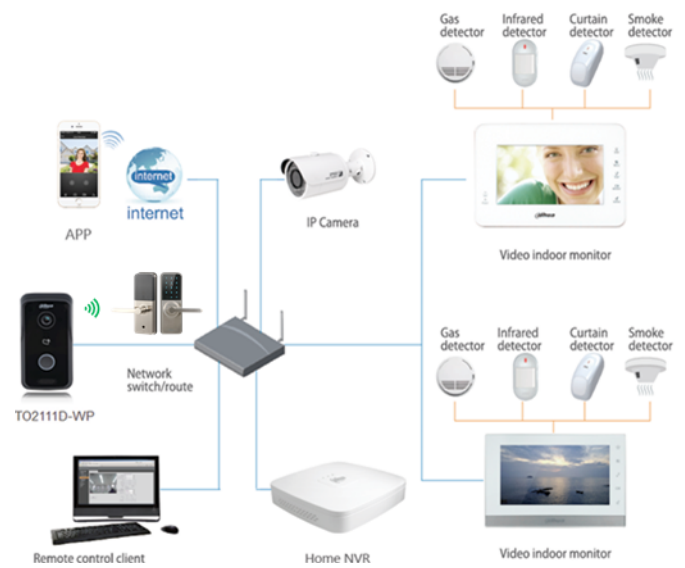 Gas
detector
Infrared
detector
Curtain
detector
Smoke
detector
internet
internet
APP
IP Camera
alhua
Video indoor monitor
Network
switch/route
TO2111D-WP
Gas
detector
Infrared
detector
Curtain
detector
Smoke
detector
Remote control client
Home NVR
Video indoor monitor